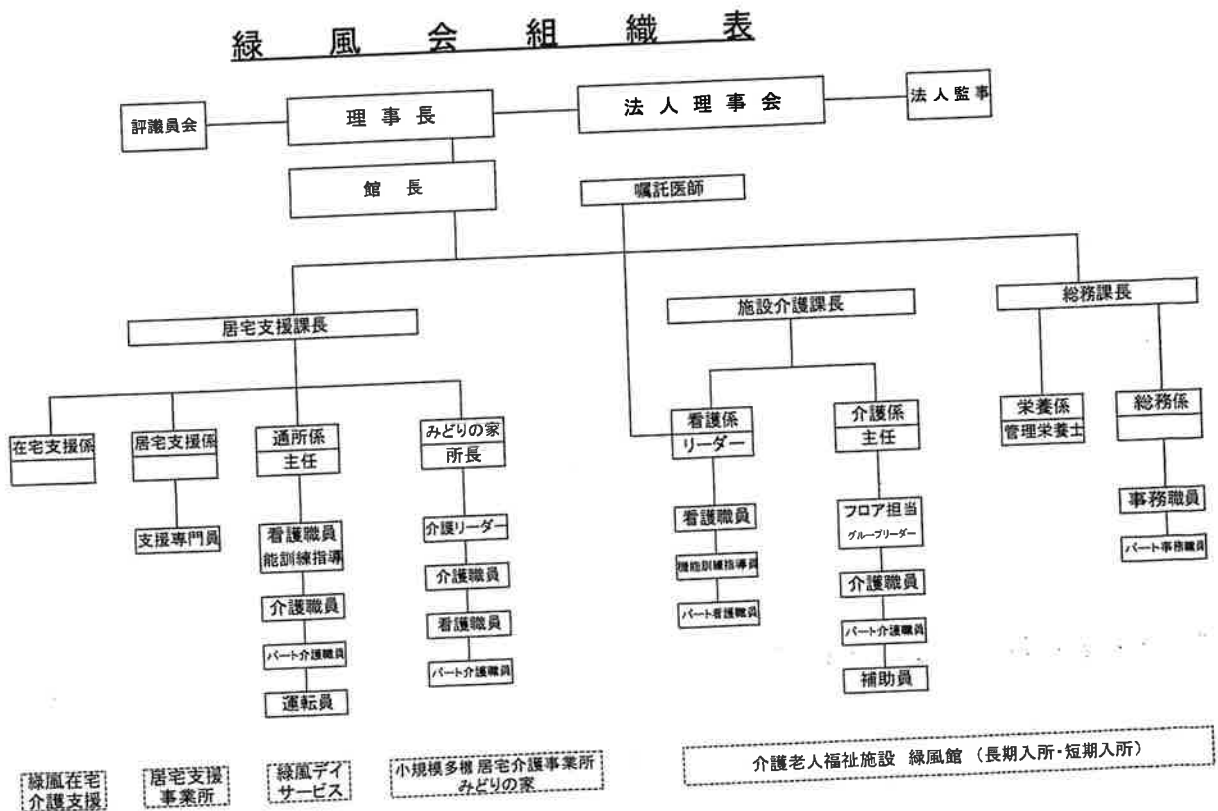 緑風会組織表
評議員会
理事長
法人理事会
法人監事
館長
嘱託医師
居宅支援課長
施設介護課長
総務課長
在宅支援係
居宅支援係
通所係
主任
みどりの家
所長
看護係
リーダー
介護係
主任
栄養係
管理栄養士
総務係
支援専門員
看護職員
能訓練指導
介護職員
パート介護職員
運転員
介護リーダー
介護職員
看護職員
パート介護職員
看護職員
機能訓練指導員
パート看護職員
フロア担当
グループリーダー
介護職員
パート介護職員
補助員
事務職員
パート事務職員
緑風在宅
介護支援
居宅支援
事業所
緑風デイ
サービス
小規模多機居宅介護事業所
みどりの家
介護老人福祉施設 緑風館 （長期入所・短期入所）